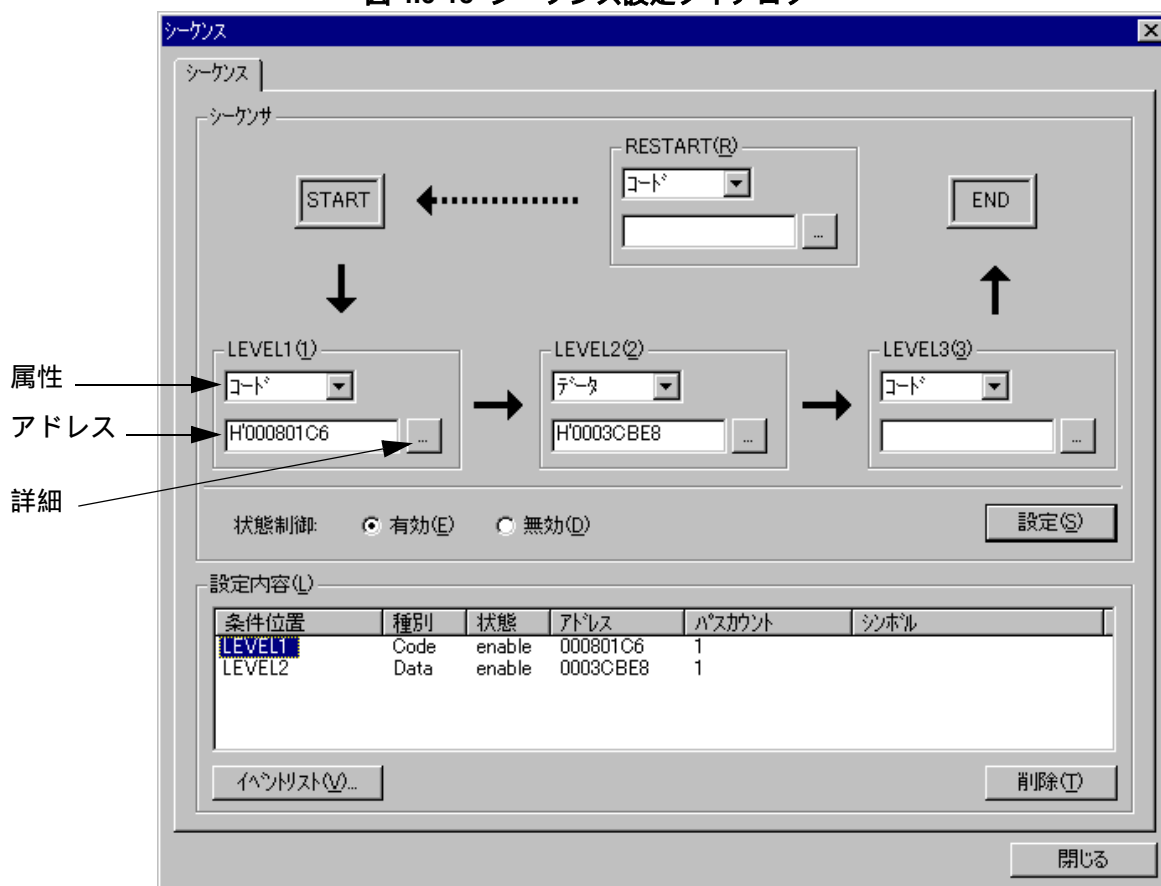 シーケンス
シーケンス
シーケンサ
RESTART(R)
コード
...
START
END
LEVEL1(1)
コード
H'000801C6
...
LEVEL2(2)
データ
H'0003CBE8
...
LEVEL3(3)
コード
...
属性
アドレス
詳細
状態制御:
有効(E)
無効(D)
設定(S)
設定内容(L)
条件位置 種別 状態 アドレス パスカウント シンボル
LEVEL1 Code enable 000801C6 1
LEVEL2 Data enable 0003CBE8 1
イベントリスト(V)...
削除(T)
閉じる